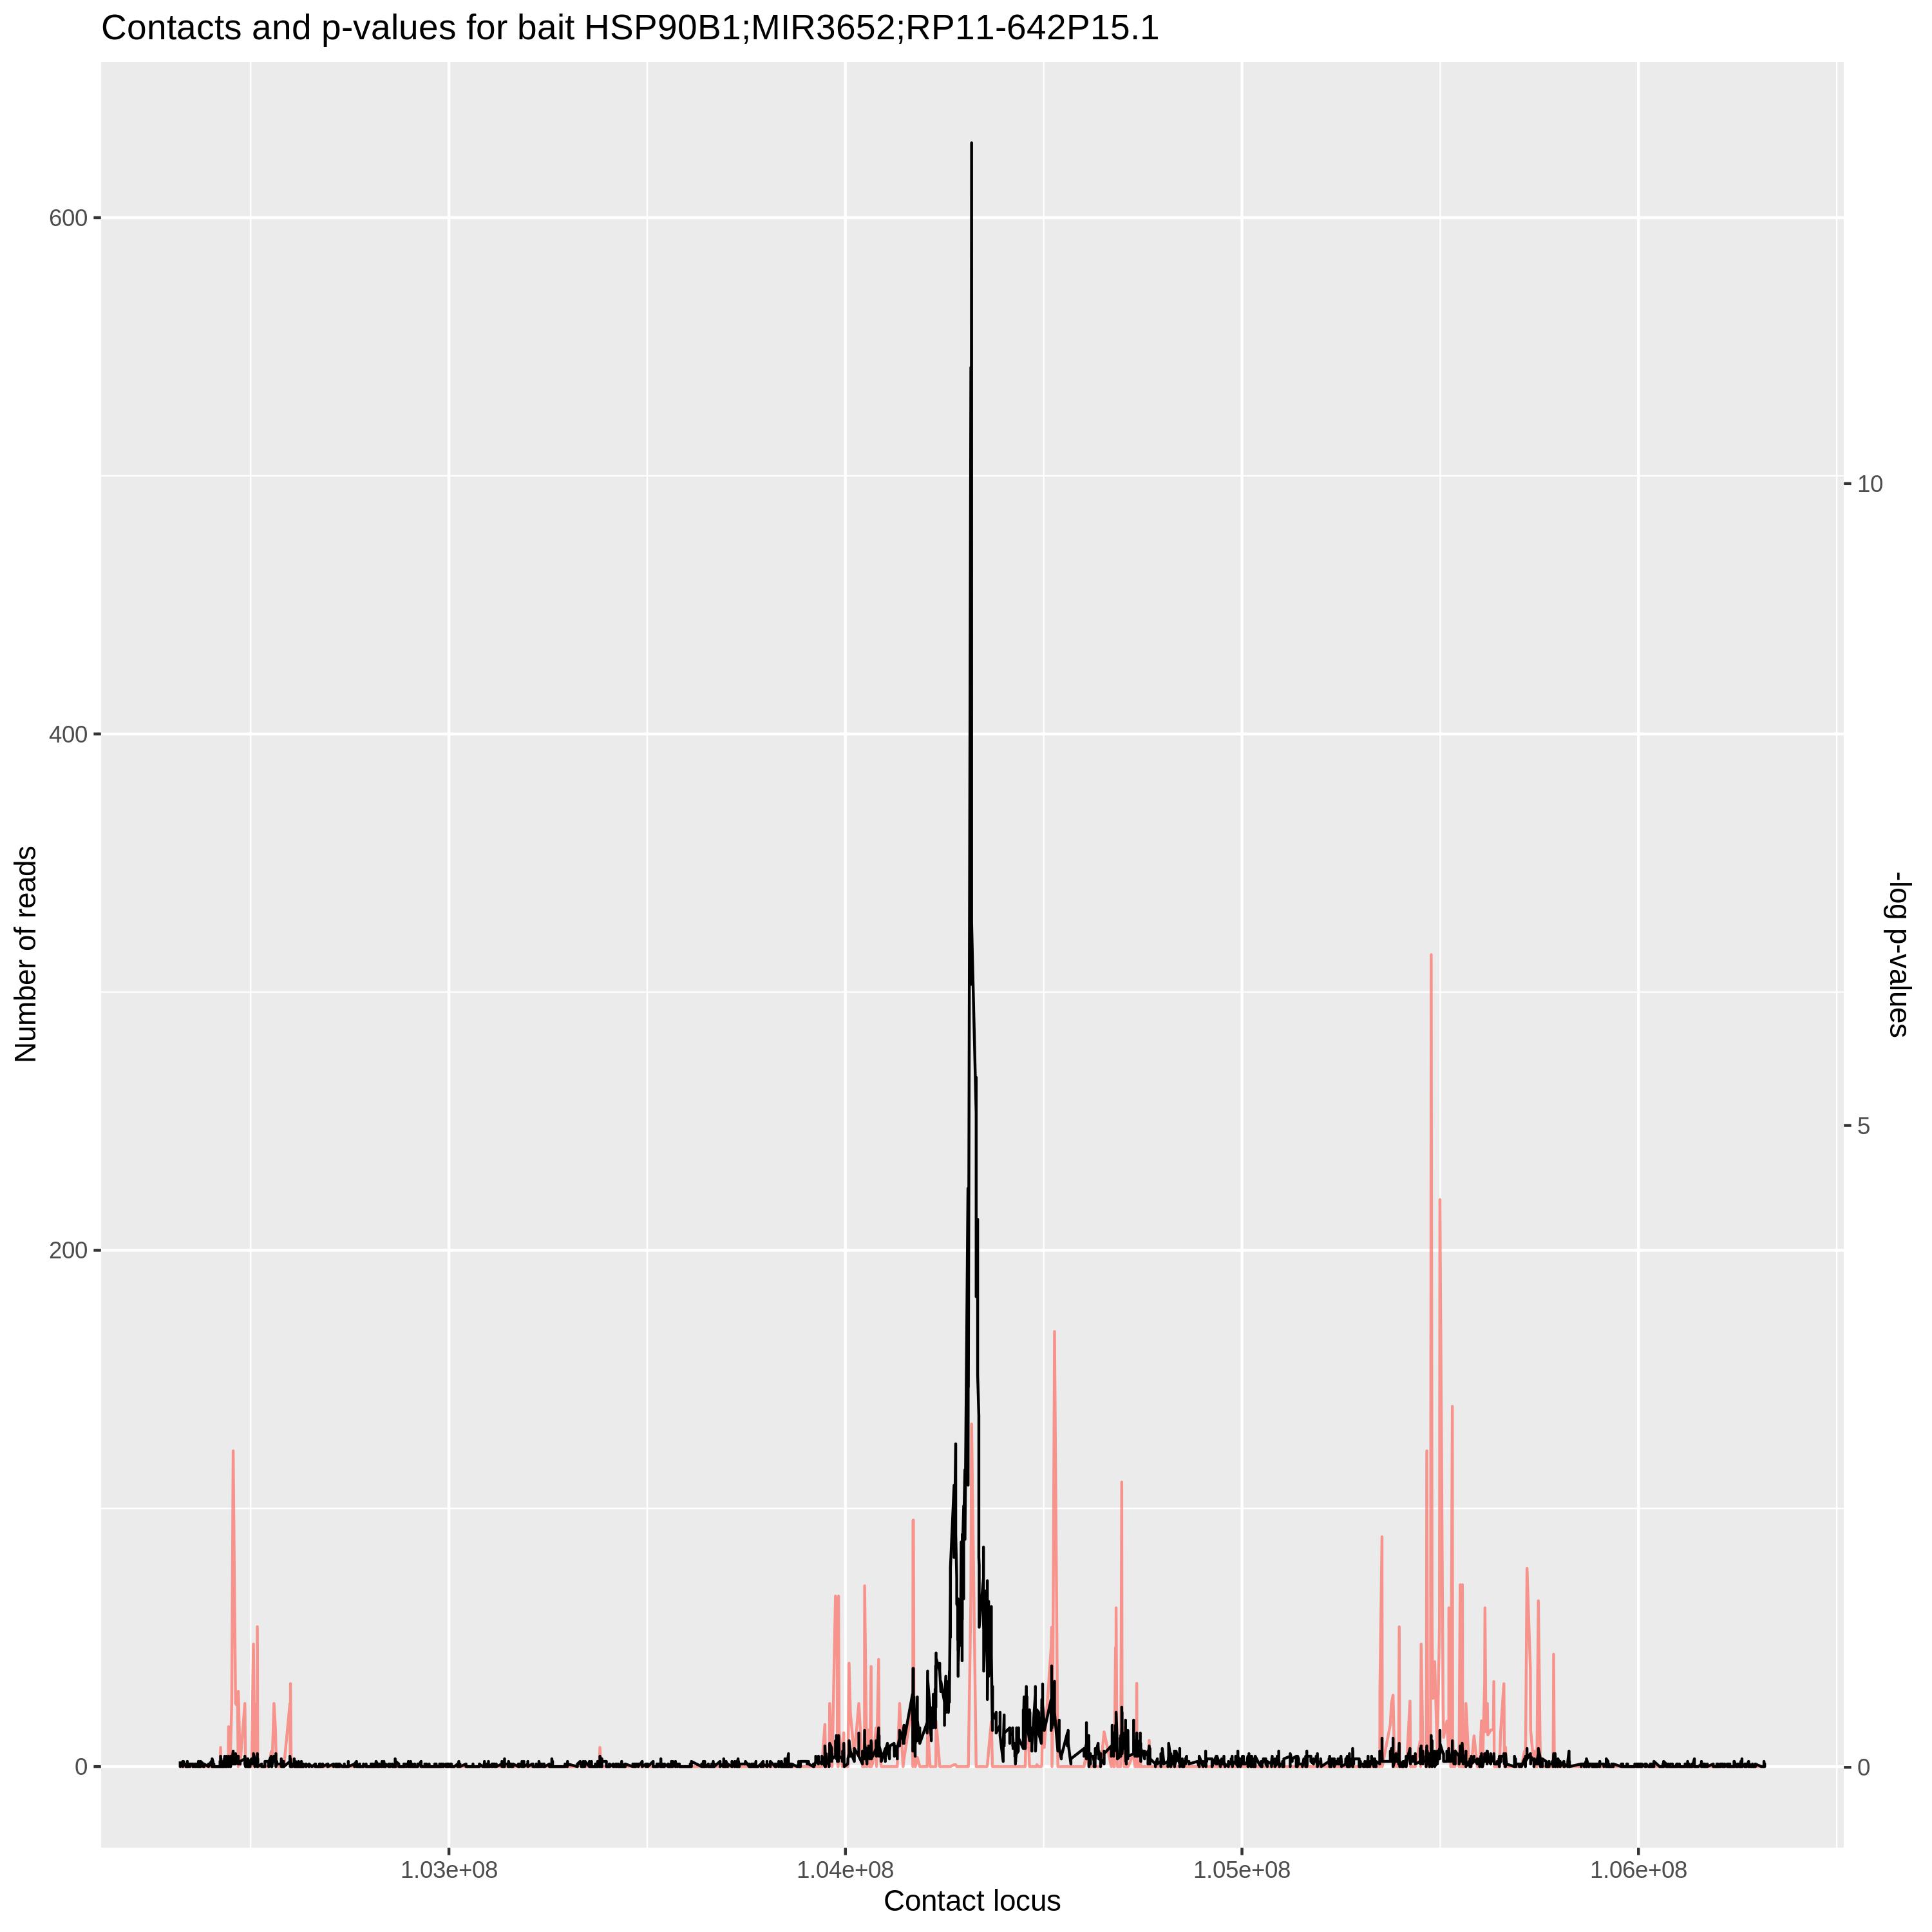 Contacts and p-values for bait HSP90B1;MIR3652;RP11-642P15.1
600
400
200
0
Number of reads
10
5
0
-log p-values
1.03e+08
1.04e+08
1.05e+08
1.06e+08
Contact locus